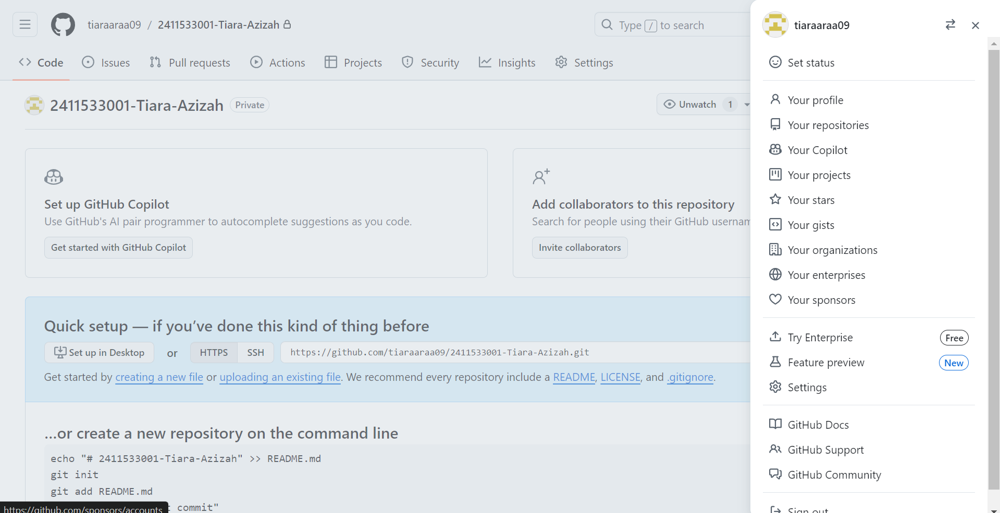 tiaraaraa09 / 2411533001-Tiara-Azizah
Type / to search
Code Issues Pull requests Actions Projects Security Insights Settings
2411533001-Tiara-Azizah Private
Unwatch 1
Set up GitHub Copilot
Use GitHub's AI pair programmer to autocomplete suggestions as you code.
Get started with GitHub Copilot
Add collaborators to this repository
Search for people using their GitHub usernam
Invite collaborators
Quick setup — if you’ve done this kind of thing before
Set up in Desktop or HTTPS SSH https://github.com/tiaraaraa09/2411533001-Tiara-Azizah.git
Get started by creating a new file or uploading an existing file. We recommend every repository include a README, LICENSE, and .gitignore.
…or create a new repository on the command line
echo "# 2411533001-Tiara-Azizah" >> README.md
git init
git add README.md
commit"
https://github.com/sponsors/accounts
tiaraaraa09
Set status
Your profile
Your repositories
Your Copilot
Your projects
Your stars
Your gists
Your organizations
Your enterprises
Your sponsors
Try Enterprise Free
Feature preview New
Settings
GitHub Docs
GitHub Support
GitHub Community
Sign out